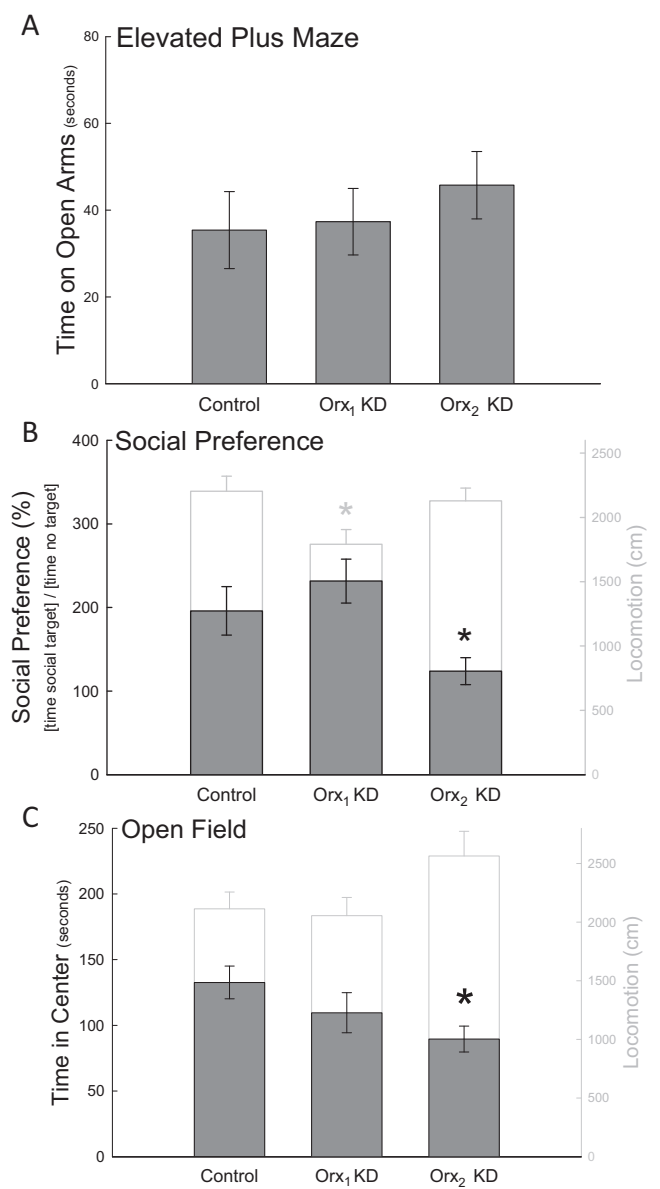 A
Elevated Plus Maze
Time on Open Arms (seconds)
80
60
40
20
0
Control
Orx₁ KD
Orx₂ KD
B
Social Preference
Social Preference (%)
[time social target] / [time no target]
400
300
200
100
0
*
*
2500
2000
1500
1000
500
0
Locomotion (cm)
Control
Orx₁ KD
Orx₂ KD
C
Open Field
Time in Center (seconds)
250
200
150
100
50
0
*
2500
2000
1500
1000
500
0
Locomotion (cm)
Control
Orx₁ KD
Orx₂ KD